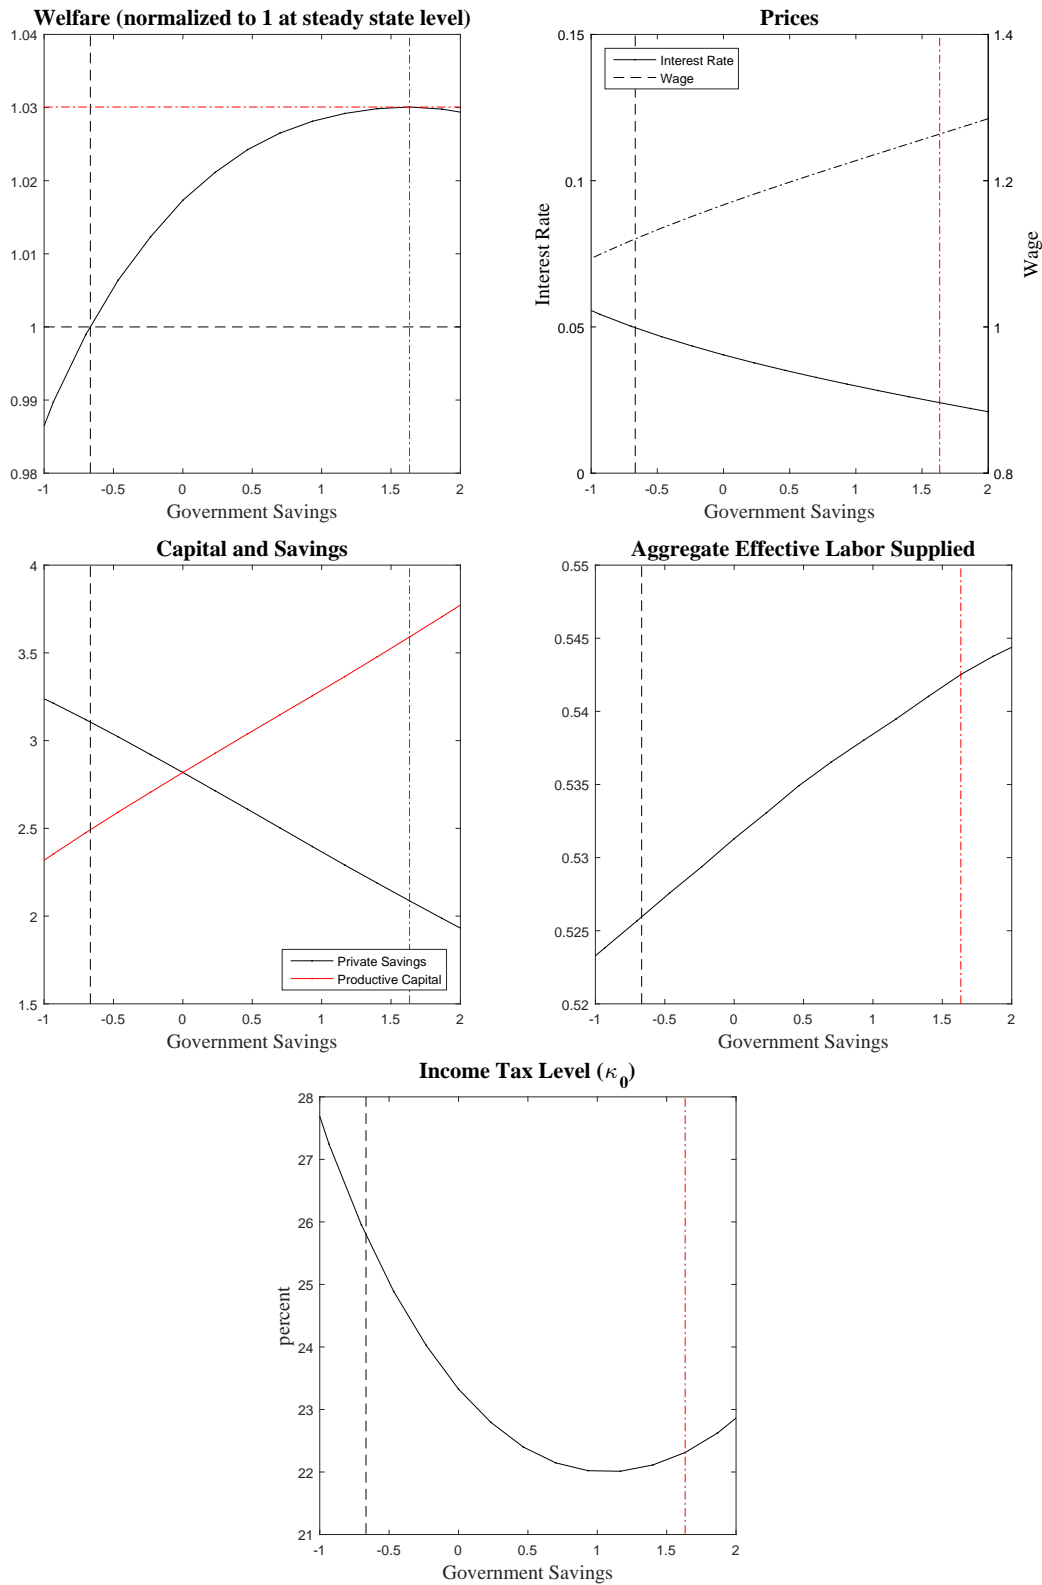 Welfare (normalized to 1 at steady state level)
1.04
1.03
1.02
1.01
1
0.99
0.98
-1 -0.5 0 0.5 1 1.5 2
Government Savings
Prices
0.15
0.1
0.05
0
Interest Rate
Interest Rate
Wage
1.4
1.2
1
0.8
Wage
-1 -0.5 0 0.5 1 1.5 2
Government Savings
Capital and Savings
4
3.5
3
2.5
2
1.5
Private Savings
Productive Capital
-1 -0.5 0 0.5 1 1.5 2
Government Savings
Aggregate Effective Labor Supplied
0.55
0.545
0.54
0.535
0.53
0.525
0.52
-1 -0.5 0 0.5 1 1.5 2
Government Savings
Income Tax Level (κ₀)
28
27
26
25
24
23
22
21
percent
-1 -0.5 0 0.5 1 1.5 2
Government Savings